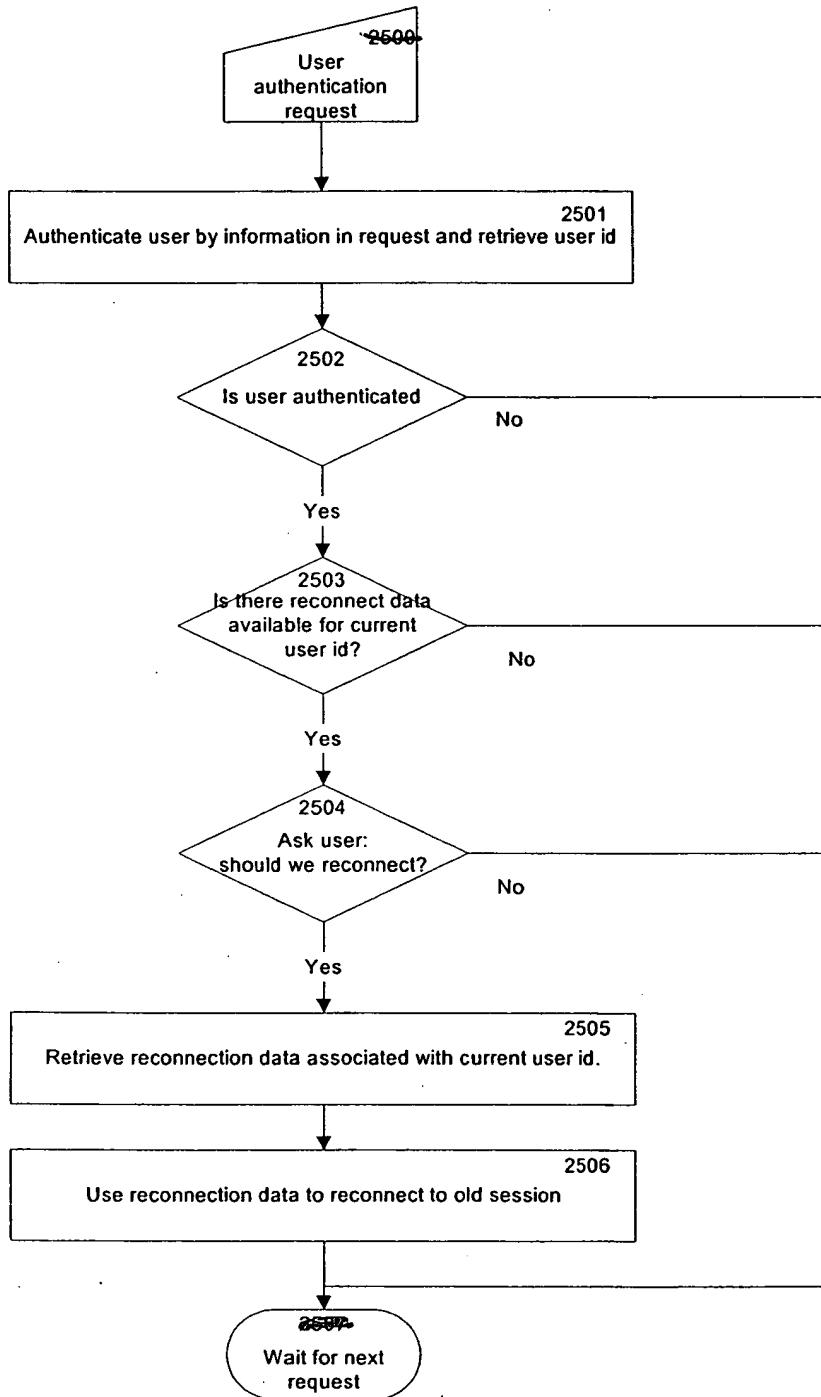 2500
User
authentication
request
2501
Authenticate user by information in request and retrieve user id
2502
Is user authenticated
No
Yes
2503
Is there reconnect data
available for current
user id?
No
Yes
2504
Ask user:
should we reconnect?
No
Yes
2505
Retrieve reconnection data associated with current user id.
2506
Use reconnection data to reconnect to old session
Wait for next
request